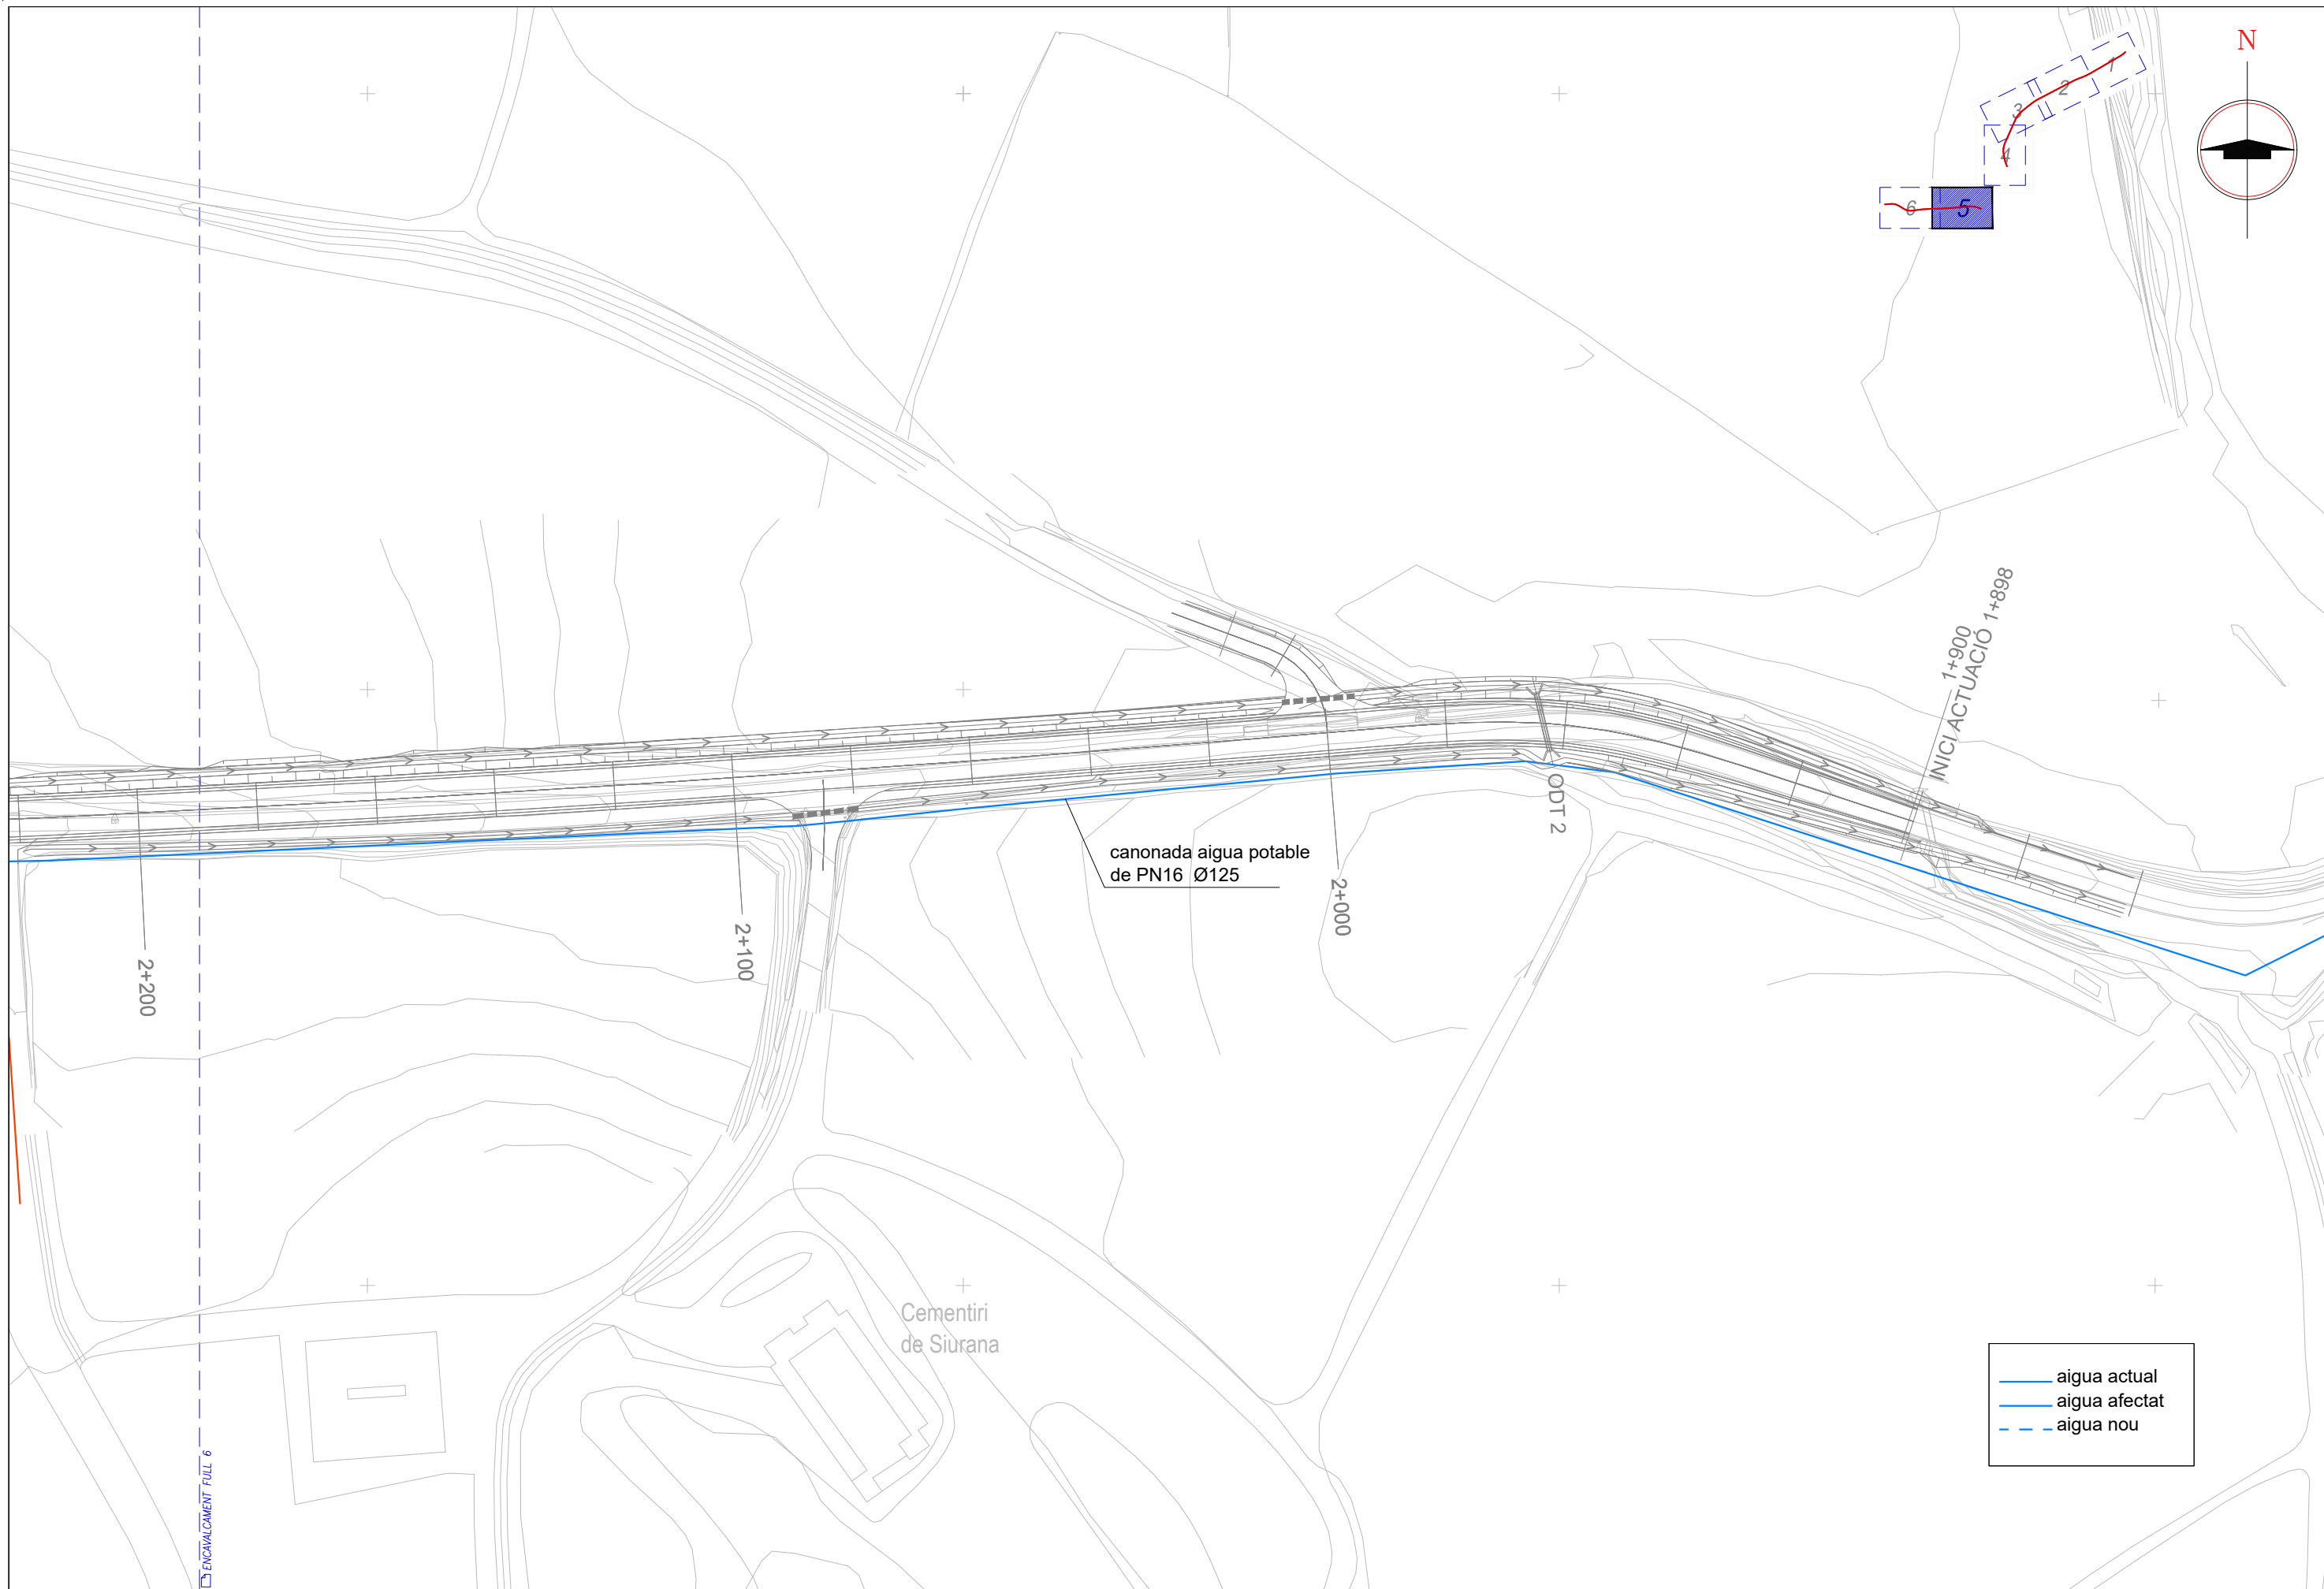 N
1
2
3
4
6
5
1+900
INICI ACTUACIÓ 1+898
ODT 2
canonada aigua potable
de PN16 Ø125
2+000
2+100
2+200
Cementiri
de Siurana
aigua actual
aigua afectat
aigua nou
ENCAVALCAMENT FULL 6